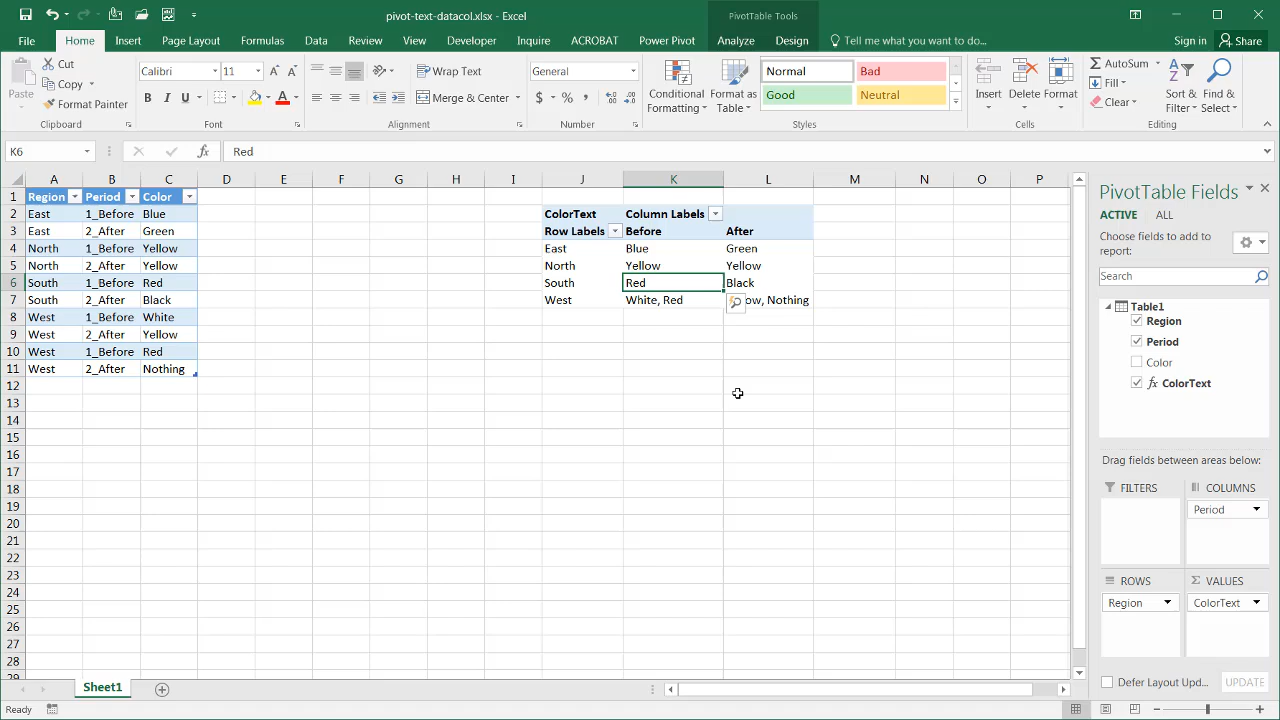 pivot-text-datacol.xlsx - Excel
PivotTable Tools
File Home Insert Page Layout Formulas Data Review View Developer Inquire ACROBAT Power Pivot Analyze Design Tell me what you want to do... Sign in Share
Paste
Cut
Copy
Format Painter
Clipboard
Calibri 11
B I U
Font
Wrap Text
Merge & Center
Alignment
General
$ % ,
Number
Conditional Formatting
Format as Table
Normal Bad
Good Neutral
Styles
Insert Delete Format
Cells
AutoSum
Fill
Clear
Sort & Filter
Find & Select
Editing
K6 fx Red
A B C D E F G H I J K L M N O P
1 Region Period Color
2 East 1_Before Blue ColorText Column Labels
3 East 2_After Green Row Labels Before After
4 North 1_Before Yellow East Blue Green
5 North 2_After Yellow North Yellow Yellow
6 South 1_Before Red South Red Black
7 South 2_After Black West White, Red ow, Nothing
8 West 1_Before White
9 West 2_After Yellow
10 West 1_Before Red
11 West 2_After Nothing
12
13
14
15
16
17
18
19
20
21
22
23
24
25
26
27
28
29
Sheet1
Ready
PivotTable Fields
ACTIVE ALL
Choose fields to add to
report:
Search
Table1
Region
Period
Color
fx ColorText
Drag fields between areas below:
FILTERS COLUMNS
Period
ROWS Σ VALUES
Region ColorText
Defer Layout Upd... UPDATE